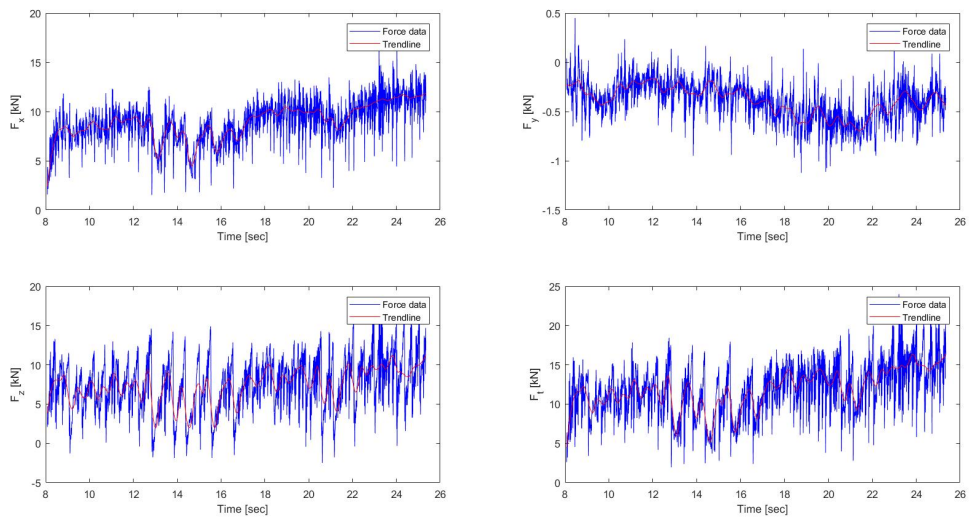 20
15
10
5
0
F_x [kN]
8 10 12 14 16 18 20 22 24 26
Time [sec]
Force data
Trendline
0.5
0
-0.5
-1
-1.5
F_y [kN]
8 10 12 14 16 18 20 22 24 26
Time [sec]
Force data
Trendline
20
15
10
5
0
-5
F_z [kN]
8 10 12 14 16 18 20 22 24 26
Time [sec]
Force data
Trendline
25
20
15
10
5
0
F_t [kN]
8 10 12 14 16 18 20 22 24 26
Time [sec]
Force data
Trendline